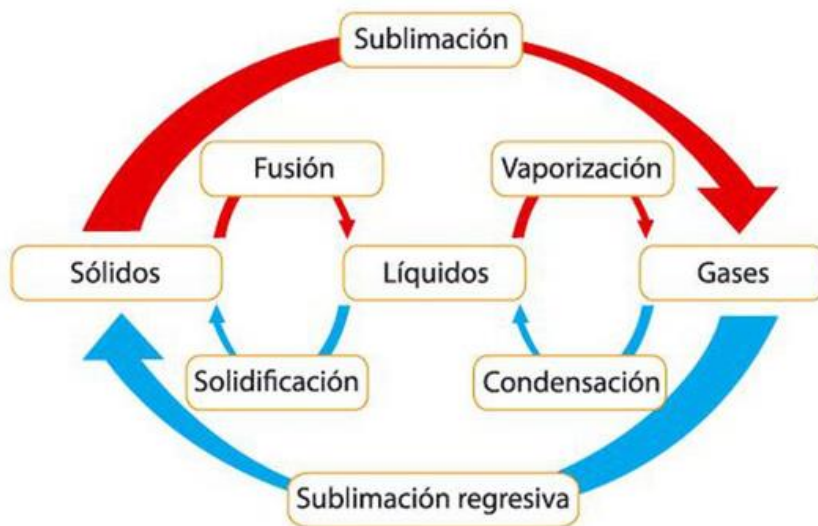 Sublimación
Fusión
Vaporización
Sólidos
Líquidos
Gases
Solidificación
Condensación
Sublimación regresiva